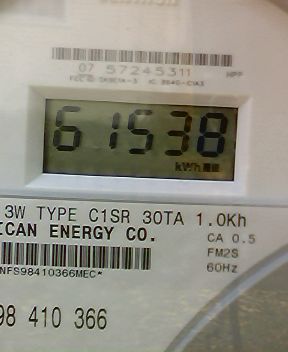 07 57245311 HPP
61538
kWh
3W TYPE C1SR 30TA 1.0Kh
ICAN ENERGY CO.
CA 0.5
FM2S
NFS98410366MEC*
60Hz
98 410 366